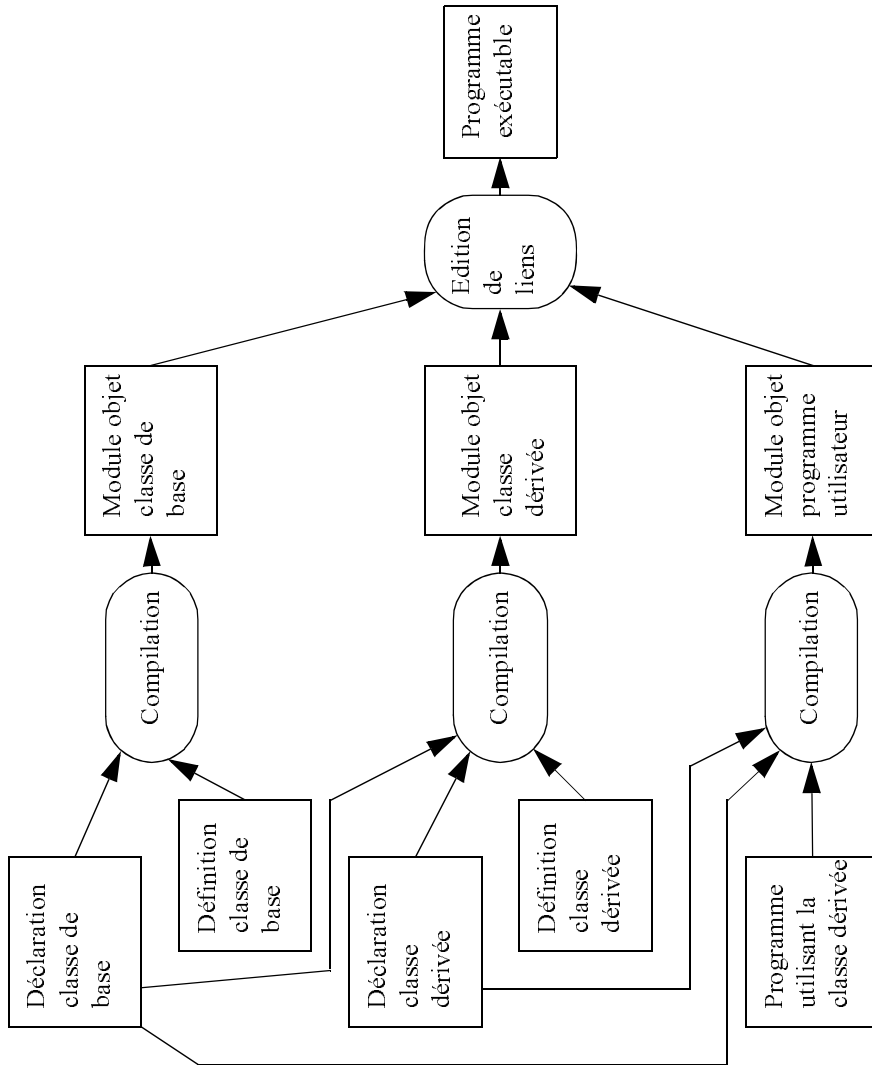 Déclaration
classe de
base
Définition
classe de
base
Déclaration
classe
dérivée
Définition
classe
dérivée
Programme
utilisant la
classe dérivée
Compilation
Compilation
Compilation
Module objet
classe de
base
Module objet
classe
dérivée
Module objet
programme
utilisateur
Edition
de
liens
Programme
exécutable